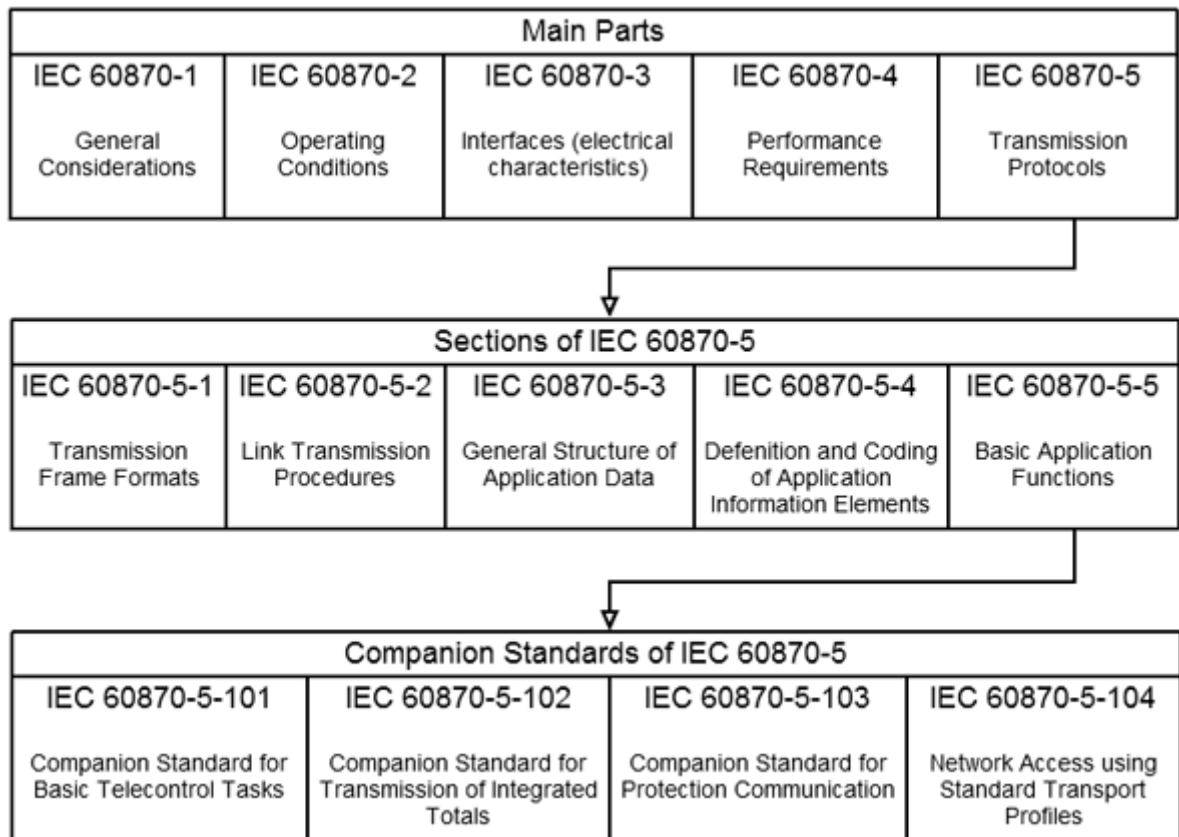 Main Parts
IEC 60870-1
General
Considerations
IEC 60870-2
Operating
Conditions
IEC 60870-3
Interfaces (electrical
characteristics)
IEC 60870-4
Performance
Requirements
IEC 60870-5
Transmission
Protocols
Sections of IEC 60870-5
IEC 60870-5-1
Transmission
Frame Formats
IEC 60870-5-2
Link Transmission
Procedures
IEC 60870-5-3
General Structure of
Application Data
IEC 60870-5-4
Defenition and Coding
of Application
Information Elements
IEC 60870-5-5
Basic Application
Functions
Companion Standards of IEC 60870-5
IEC 60870-5-101
Companion Standard for
Basic Telecontrol Tasks
IEC 60870-5-102
Companion Standard for
Transmission of Integrated
Totals
IEC 60870-5-103
Companion Standard for
Protection Communication
IEC 60870-5-104
Network Access using
Standard Transport
Profiles